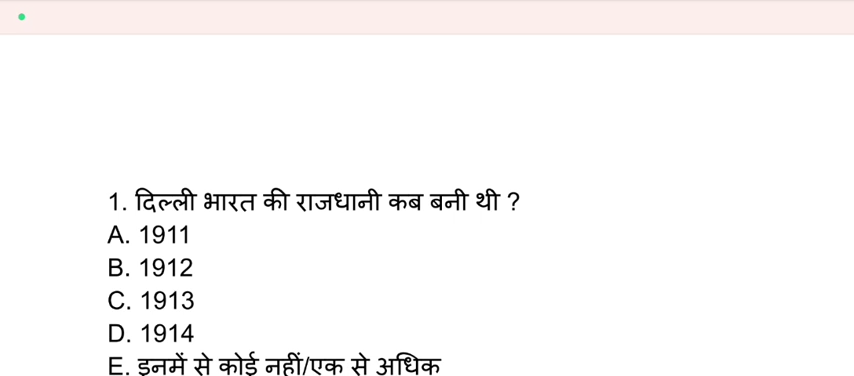 1. दिल्ली भारत की राजधानी कब बनी थी ?
A. 1911
B. 1912
C. 1913
D. 1914
E. इनमें से कोई नहीं/एक से अधिक